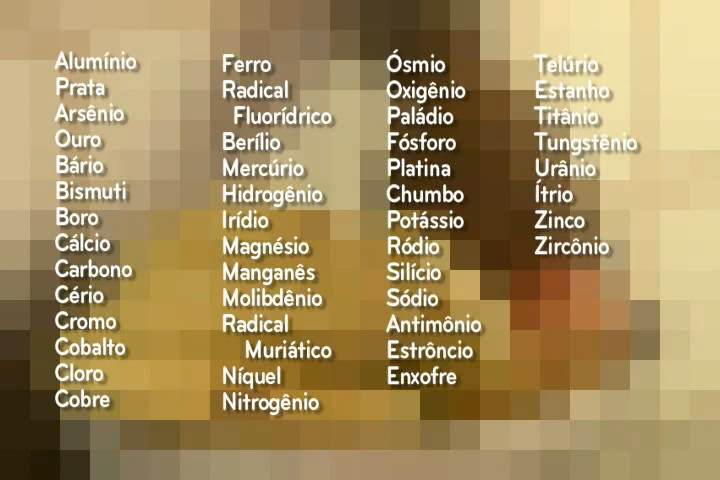 Alumínio
Prata
Arsênio
Ouro
Bário
Bismuti
Boro
Cálcio
Carbono
Cério
Cromo
Cobalto
Cloro
Cobre
Ferro
Radical
Fluorídrico
Berílio
Mercúrio
Hidrogênio
Irídio
Magnésio
Manganês
Molibdênio
Radical
Muriático
Níquel
Nitrogênio
Ósmio
Oxigênio
Paládio
Fósforo
Platina
Chumbo
Potássio
Ródio
Silício
Sódio
Antimônio
Estrôncio
Enxofre
Telúrio
Estanho
Titânio
Tungstênio
Urânio
Ítrio
Zinco
Zircônio